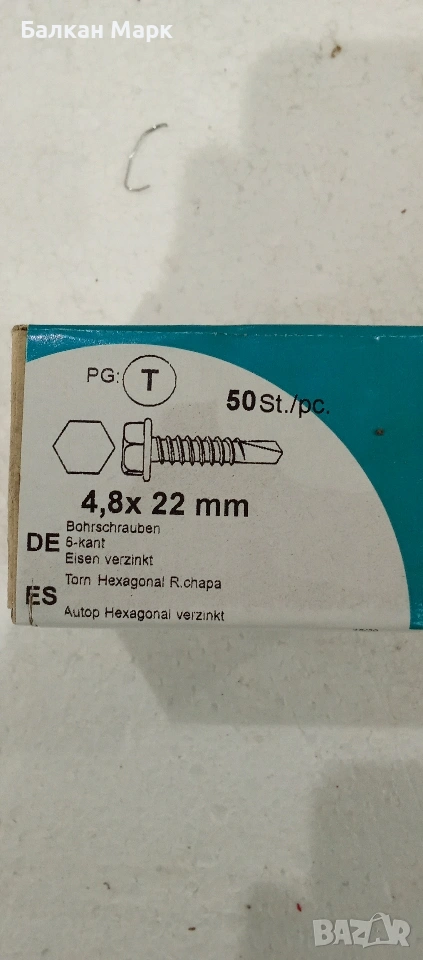 Балкан Марк
PG: T
50 St./pc.
4,8x 22 mm
DE
Bohrschrauben
6-kant
Eisen verzinkt
ES
Torn Hexagonal R.chapa
Autop Hexagonal verzinkt
BAZAR